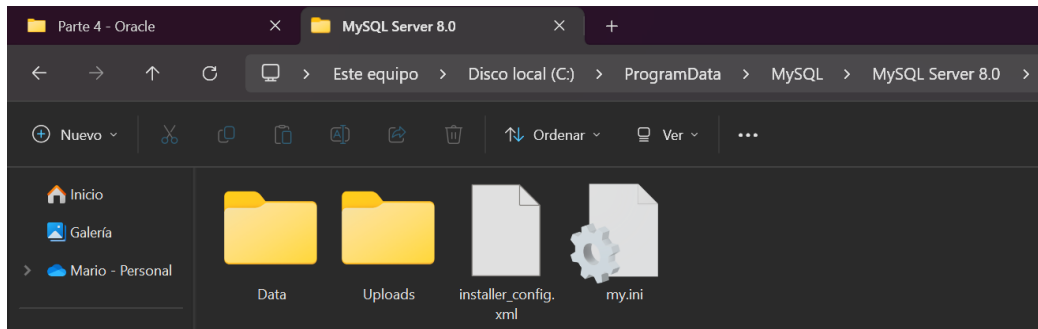 Parte 4 - Oracle
MySQL Server 8.0
Este equipo > Disco local (C:) > ProgramData > MySQL > MySQL Server 8.0 >
Nuevo
Ordenar
Ver
Inicio
Galería
Mario - Personal
Data
Uploads
installer_config.
xml
my.ini